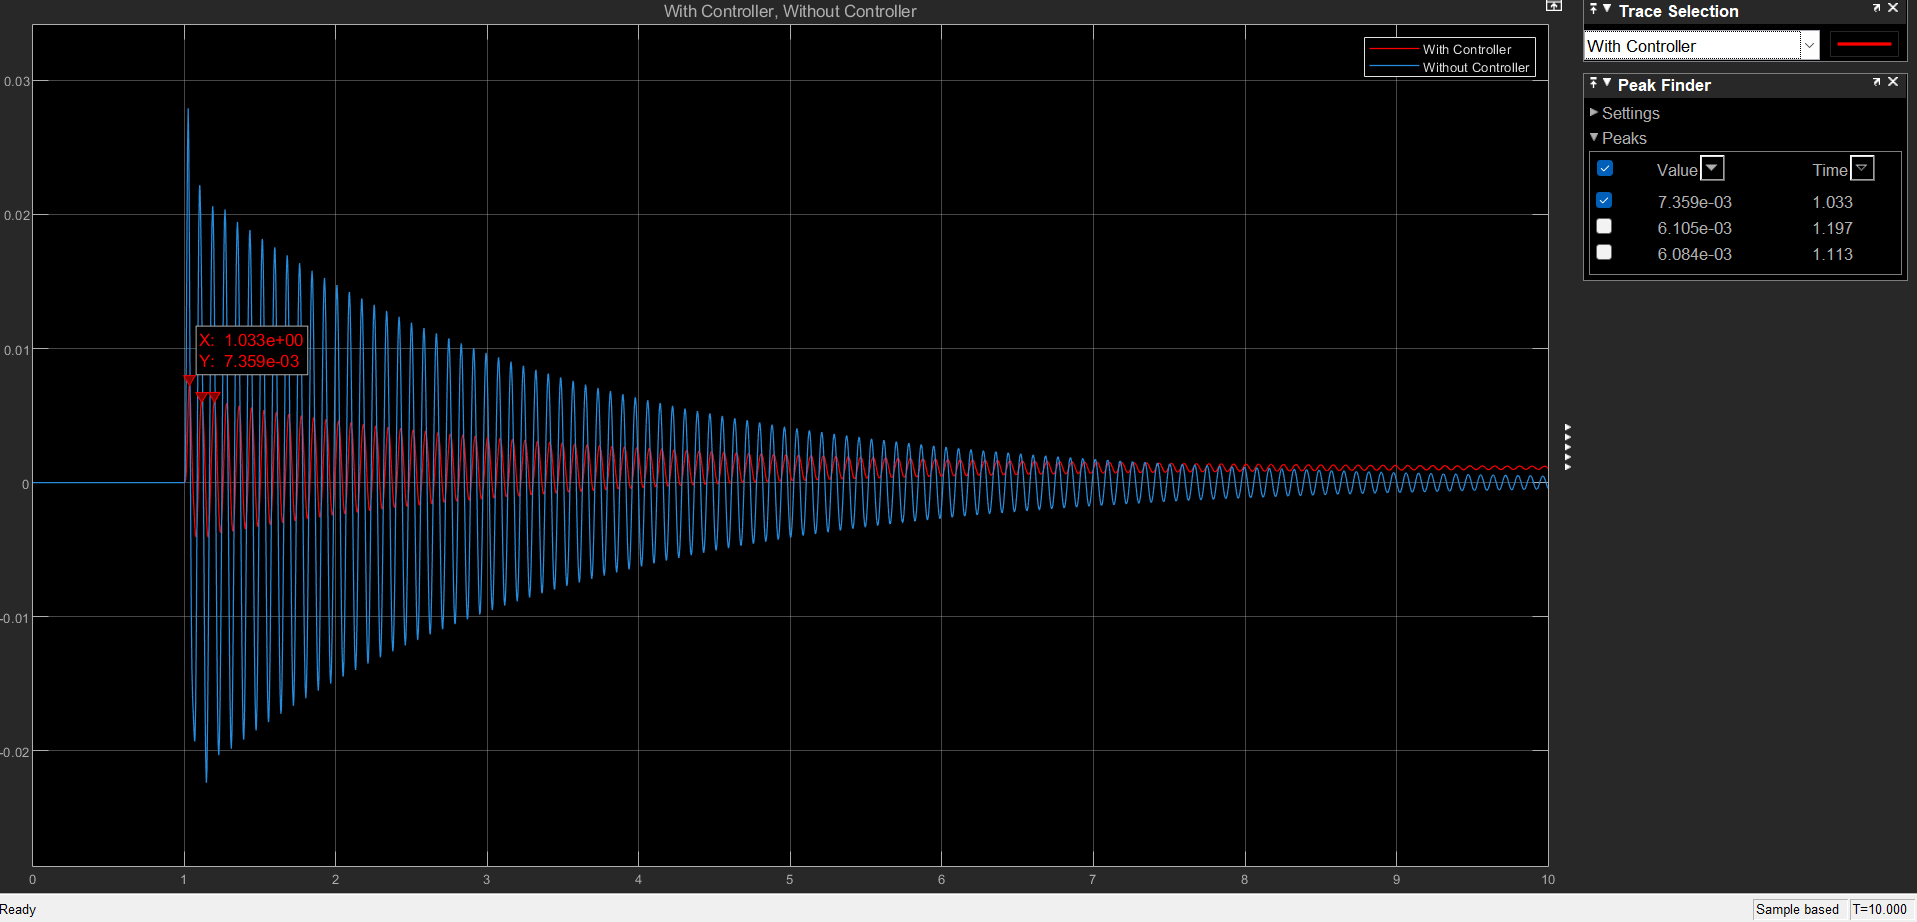 With Controller, Without Controller
With Controller
Without Controller
0.03
0.02
0.01
0
-0.01
-0.02
X: 1.033e+00
Y: 7.359e-03
0 1 2 3 4 5 6 7 8 9 10
Trace Selection
With Controller
Peak Finder
Settings
Peaks
Value Time
7.359e-03 1.033
6.105e-03 1.197
6.084e-03 1.113
Ready
Sample based T=10.000